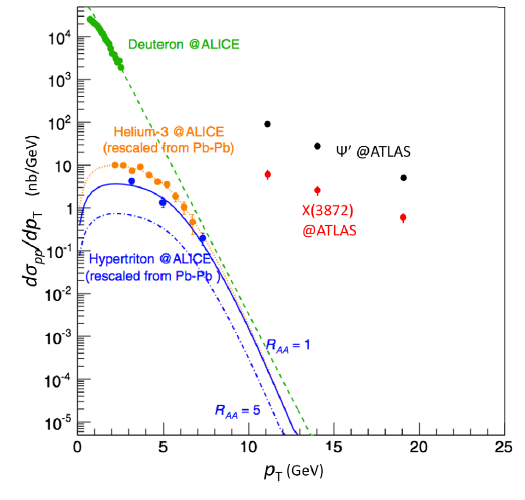 Deuteron @ALICE
Helium-3 @ALICE
(rescaled from Pb-Pb)
Ψ' @ATLAS
X(3872)
@ATLAS
Hypertriton @ALICE
(rescaled from Pb-Pb )
R_AA = 1
R_AA = 5
dσ_pp/dp_T (nb/GeV)
10^4
10^3
10^2
10
1
10^-1
10^-2
10^-3
10^-4
10^-5
0 5 10 15 20 25
p_T (GeV)